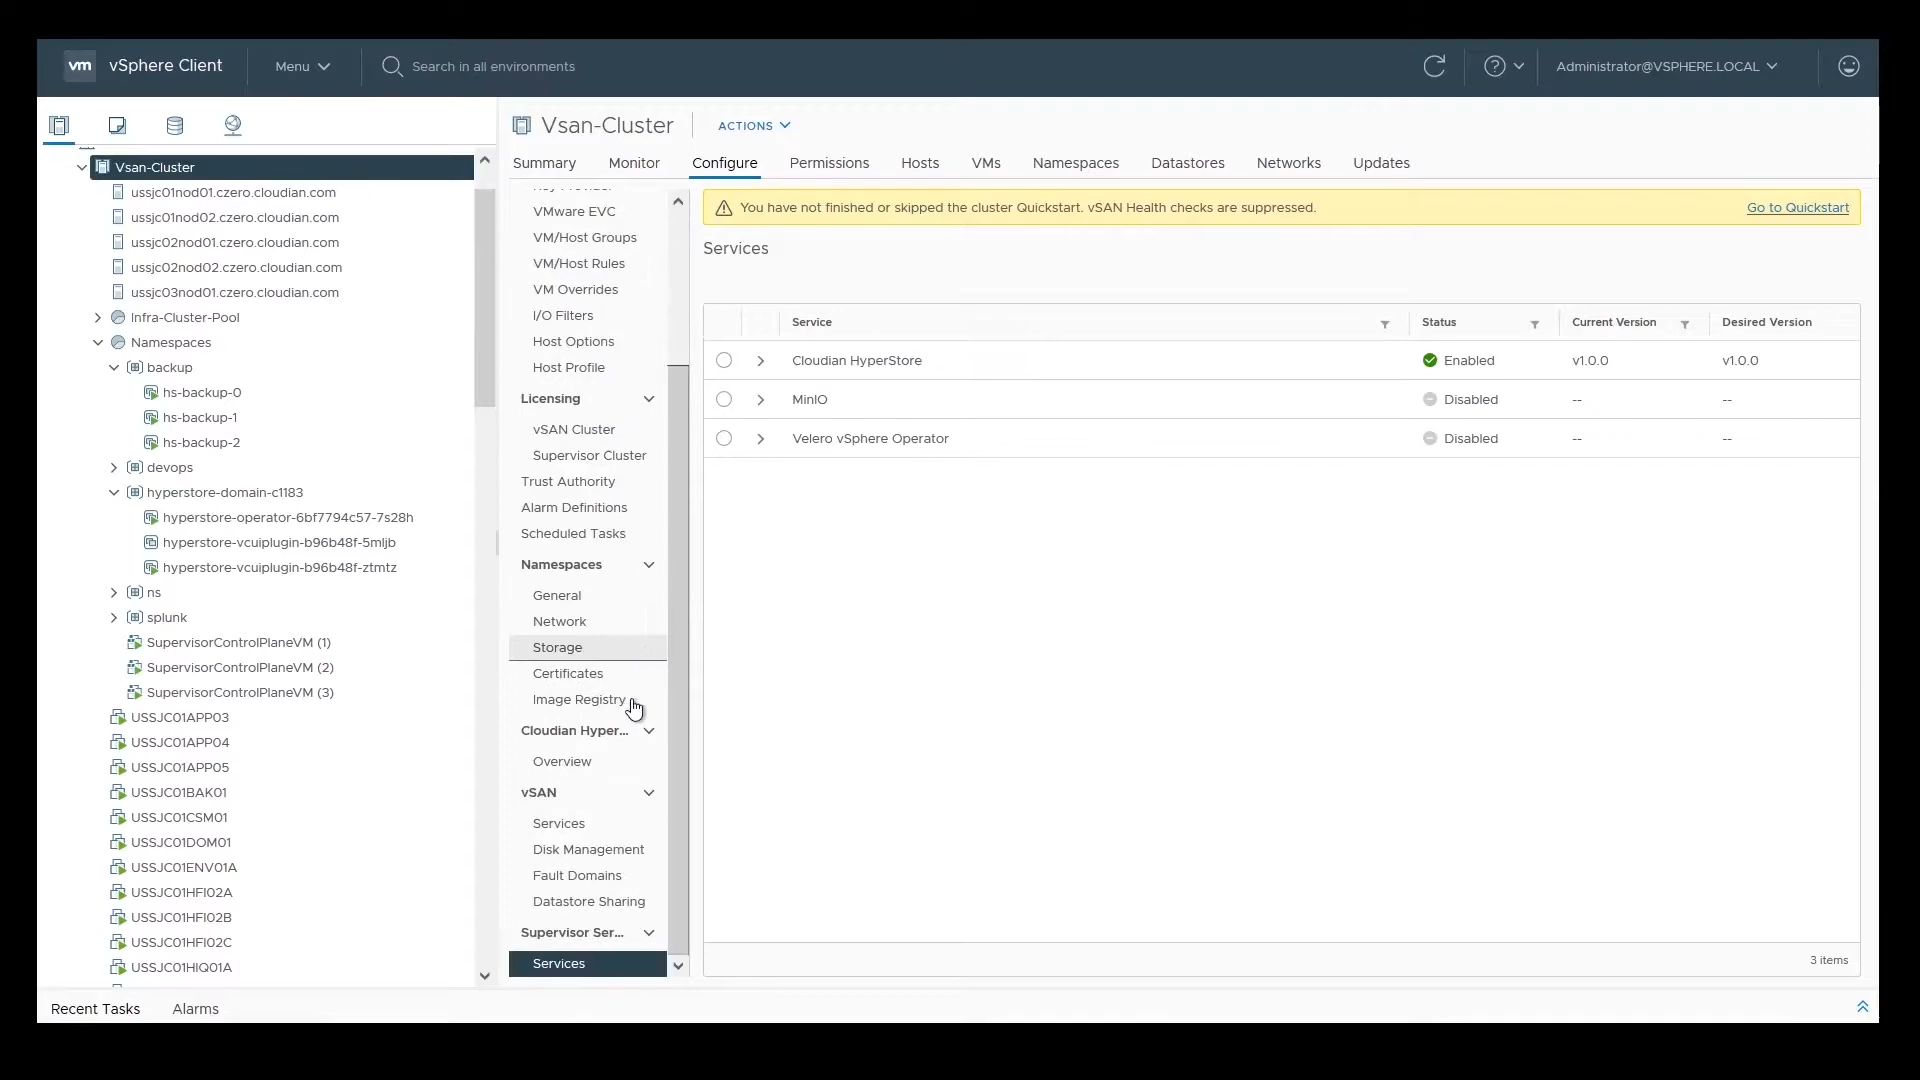 vm vSphere Client Menu Search in all environments Administrator@VSPHERE.LOCAL
Vsan-Cluster
ussjc01nod01.czero.cloudian.com
ussjc01nod02.czero.cloudian.com
ussjc02nod01.czero.cloudian.com
ussjc02nod02.czero.cloudian.com
ussjc03nod01.czero.cloudian.com
Infra-Cluster-Pool
Namespaces
backup
hs-backup-0
hs-backup-1
hs-backup-2
devops
hyperstore-domain-c1183
hyperstore-operator-6bf7794c57-7s28h
hyperstore-vcuiplugin-b96b48f-5mljb
hyperstore-vcuiplugin-b96b48f-ztmtz
ns
splunk
SupervisorControlPlaneVM (1)
SupervisorControlPlaneVM (2)
SupervisorControlPlaneVM (3)
USSJC01APP03
USSJC01APP04
USSJC01APP05
USSJC01BAK01
USSJC01CSM01
USSJC01DOM01
USSJC01ENV01A
USSJC01HFI02A
USSJC01HFI02B
USSJC01HFI02C
USSJC01HIQ01A
Vsan-Cluster ACTIONS
Summary Monitor Configure Permissions Hosts VMs Namespaces Datastores Networks Updates
VMware EVC
VM/Host Groups
VM/Host Rules
VM Overrides
I/O Filters
Host Options
Host Profile
Licensing
vSAN Cluster
Supervisor Cluster
Trust Authority
Alarm Definitions
Scheduled Tasks
Namespaces
General
Network
Storage
Certificates
Image Registry
Cloudian Hyper...
Overview
vSAN
Services
Disk Management
Fault Domains
Datastore Sharing
Supervisor Ser...
Services
You have not finished or skipped the cluster Quickstart. vSAN Health checks are suppressed. Go to Quickstart
Services
Service Status Current Version Desired Version
Cloudian HyperStore Enabled v1.0.0 v1.0.0
MinIO Disabled -- --
Velero vSphere Operator Disabled -- --
3 items
Recent Tasks Alarms